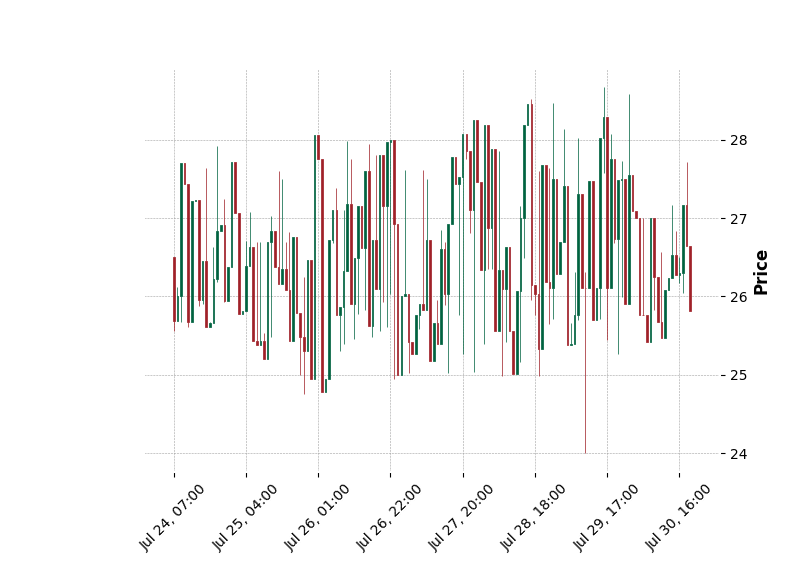 28
27
26
25
24
Price
Jul 24, 07:00
Jul 25, 04:00
Jul 26, 01:00
Jul 26, 22:00
Jul 27, 20:00
Jul 28, 18:00
Jul 29, 17:00
Jul 30, 16:00